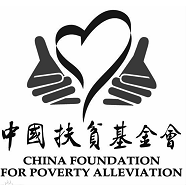 中國扶貧基金會
CHINA FOUNDATION
FOR POVERTY ALLEVIATION